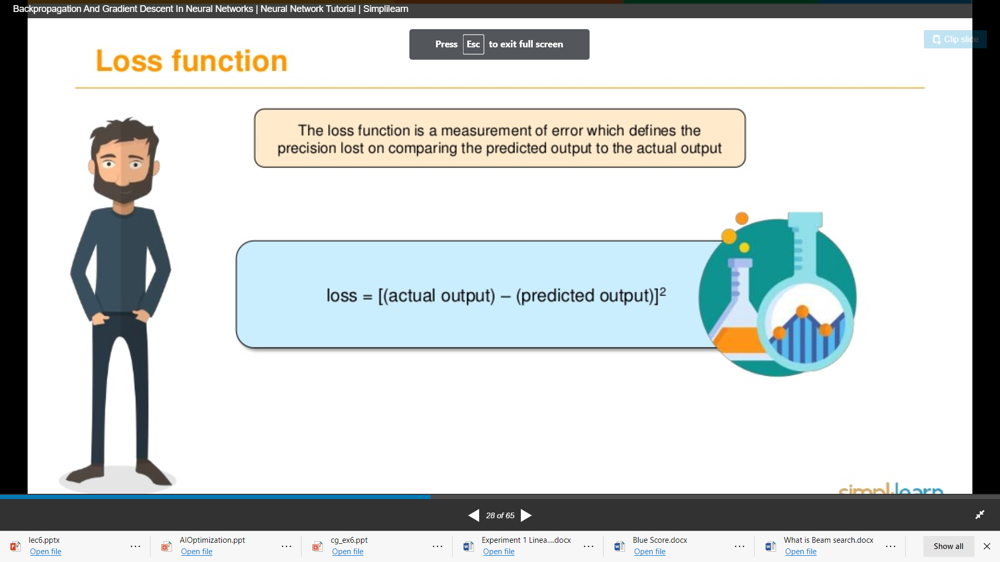 Backpropagation And Gradient Descent In Neural Networks | Neural Network Tutorial | Simplilearn
Press Esc to exit full screen
Clip slide
Loss function
The loss function is a measurement of error which defines the
precision lost on comparing the predicted output to the actual output
loss = [(actual output) – (predicted output)]²
simplilearn
28 of 65
lec6.pptx
Open file
AIOptimization.ppt
Open file
cg_ex6.ppt
Open file
Experiment 1 Linea....docx
Open file
Blue Score.docx
Open file
What is Beam search.docx
Open file
Show all